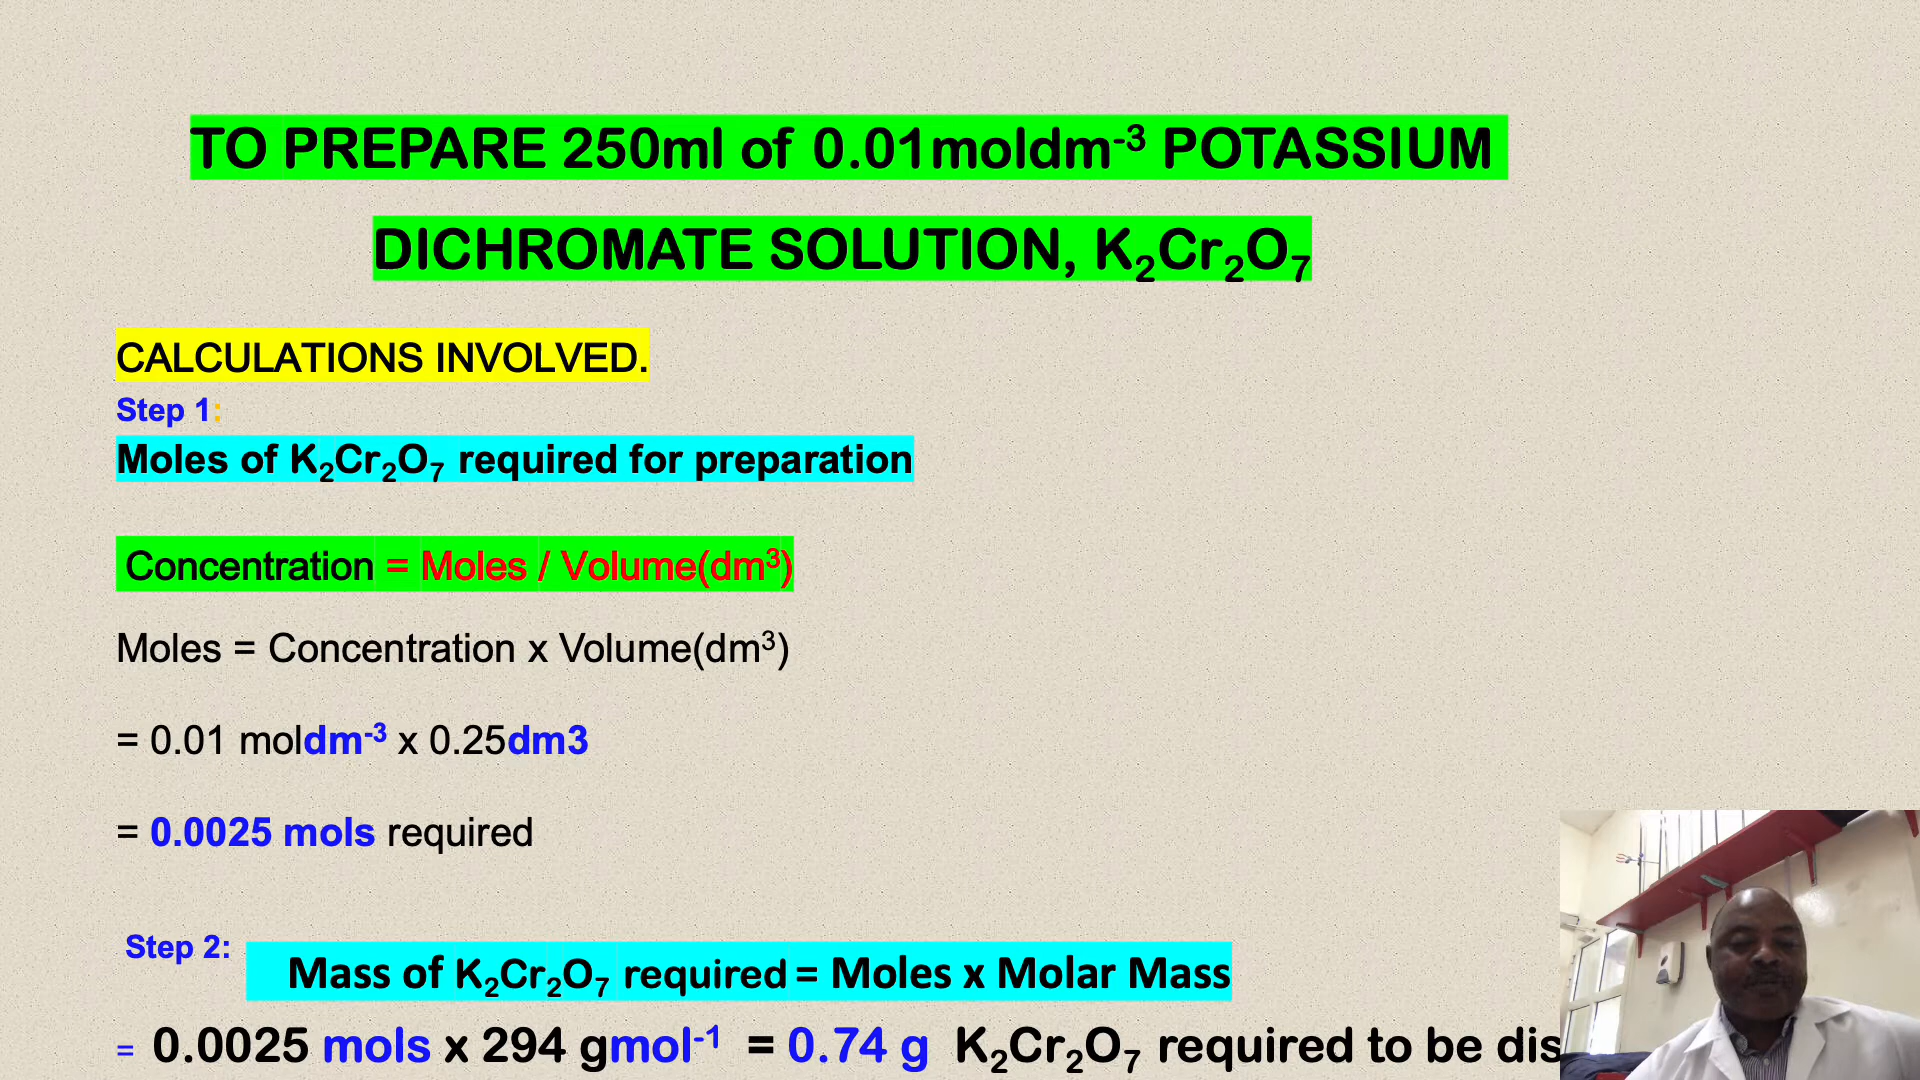 TO PREPARE 250ml of 0.01moldm⁻³ POTASSIUM
DICHROMATE SOLUTION, K₂Cr₂O₇
CALCULATIONS INVOLVED.
Step 1:
Moles of K₂Cr₂O₇ required for preparation
Concentration = Moles / Volume(dm³)
Moles = Concentration x Volume(dm³)
= 0.01 moldm⁻³ x 0.25dm3
= 0.0025 mols required
Step 2:
Mass of K₂Cr₂O₇ required = Moles x Molar Mass
= 0.0025 mols x 294 gmol⁻¹ = 0.74 g K₂Cr₂O₇ required to be